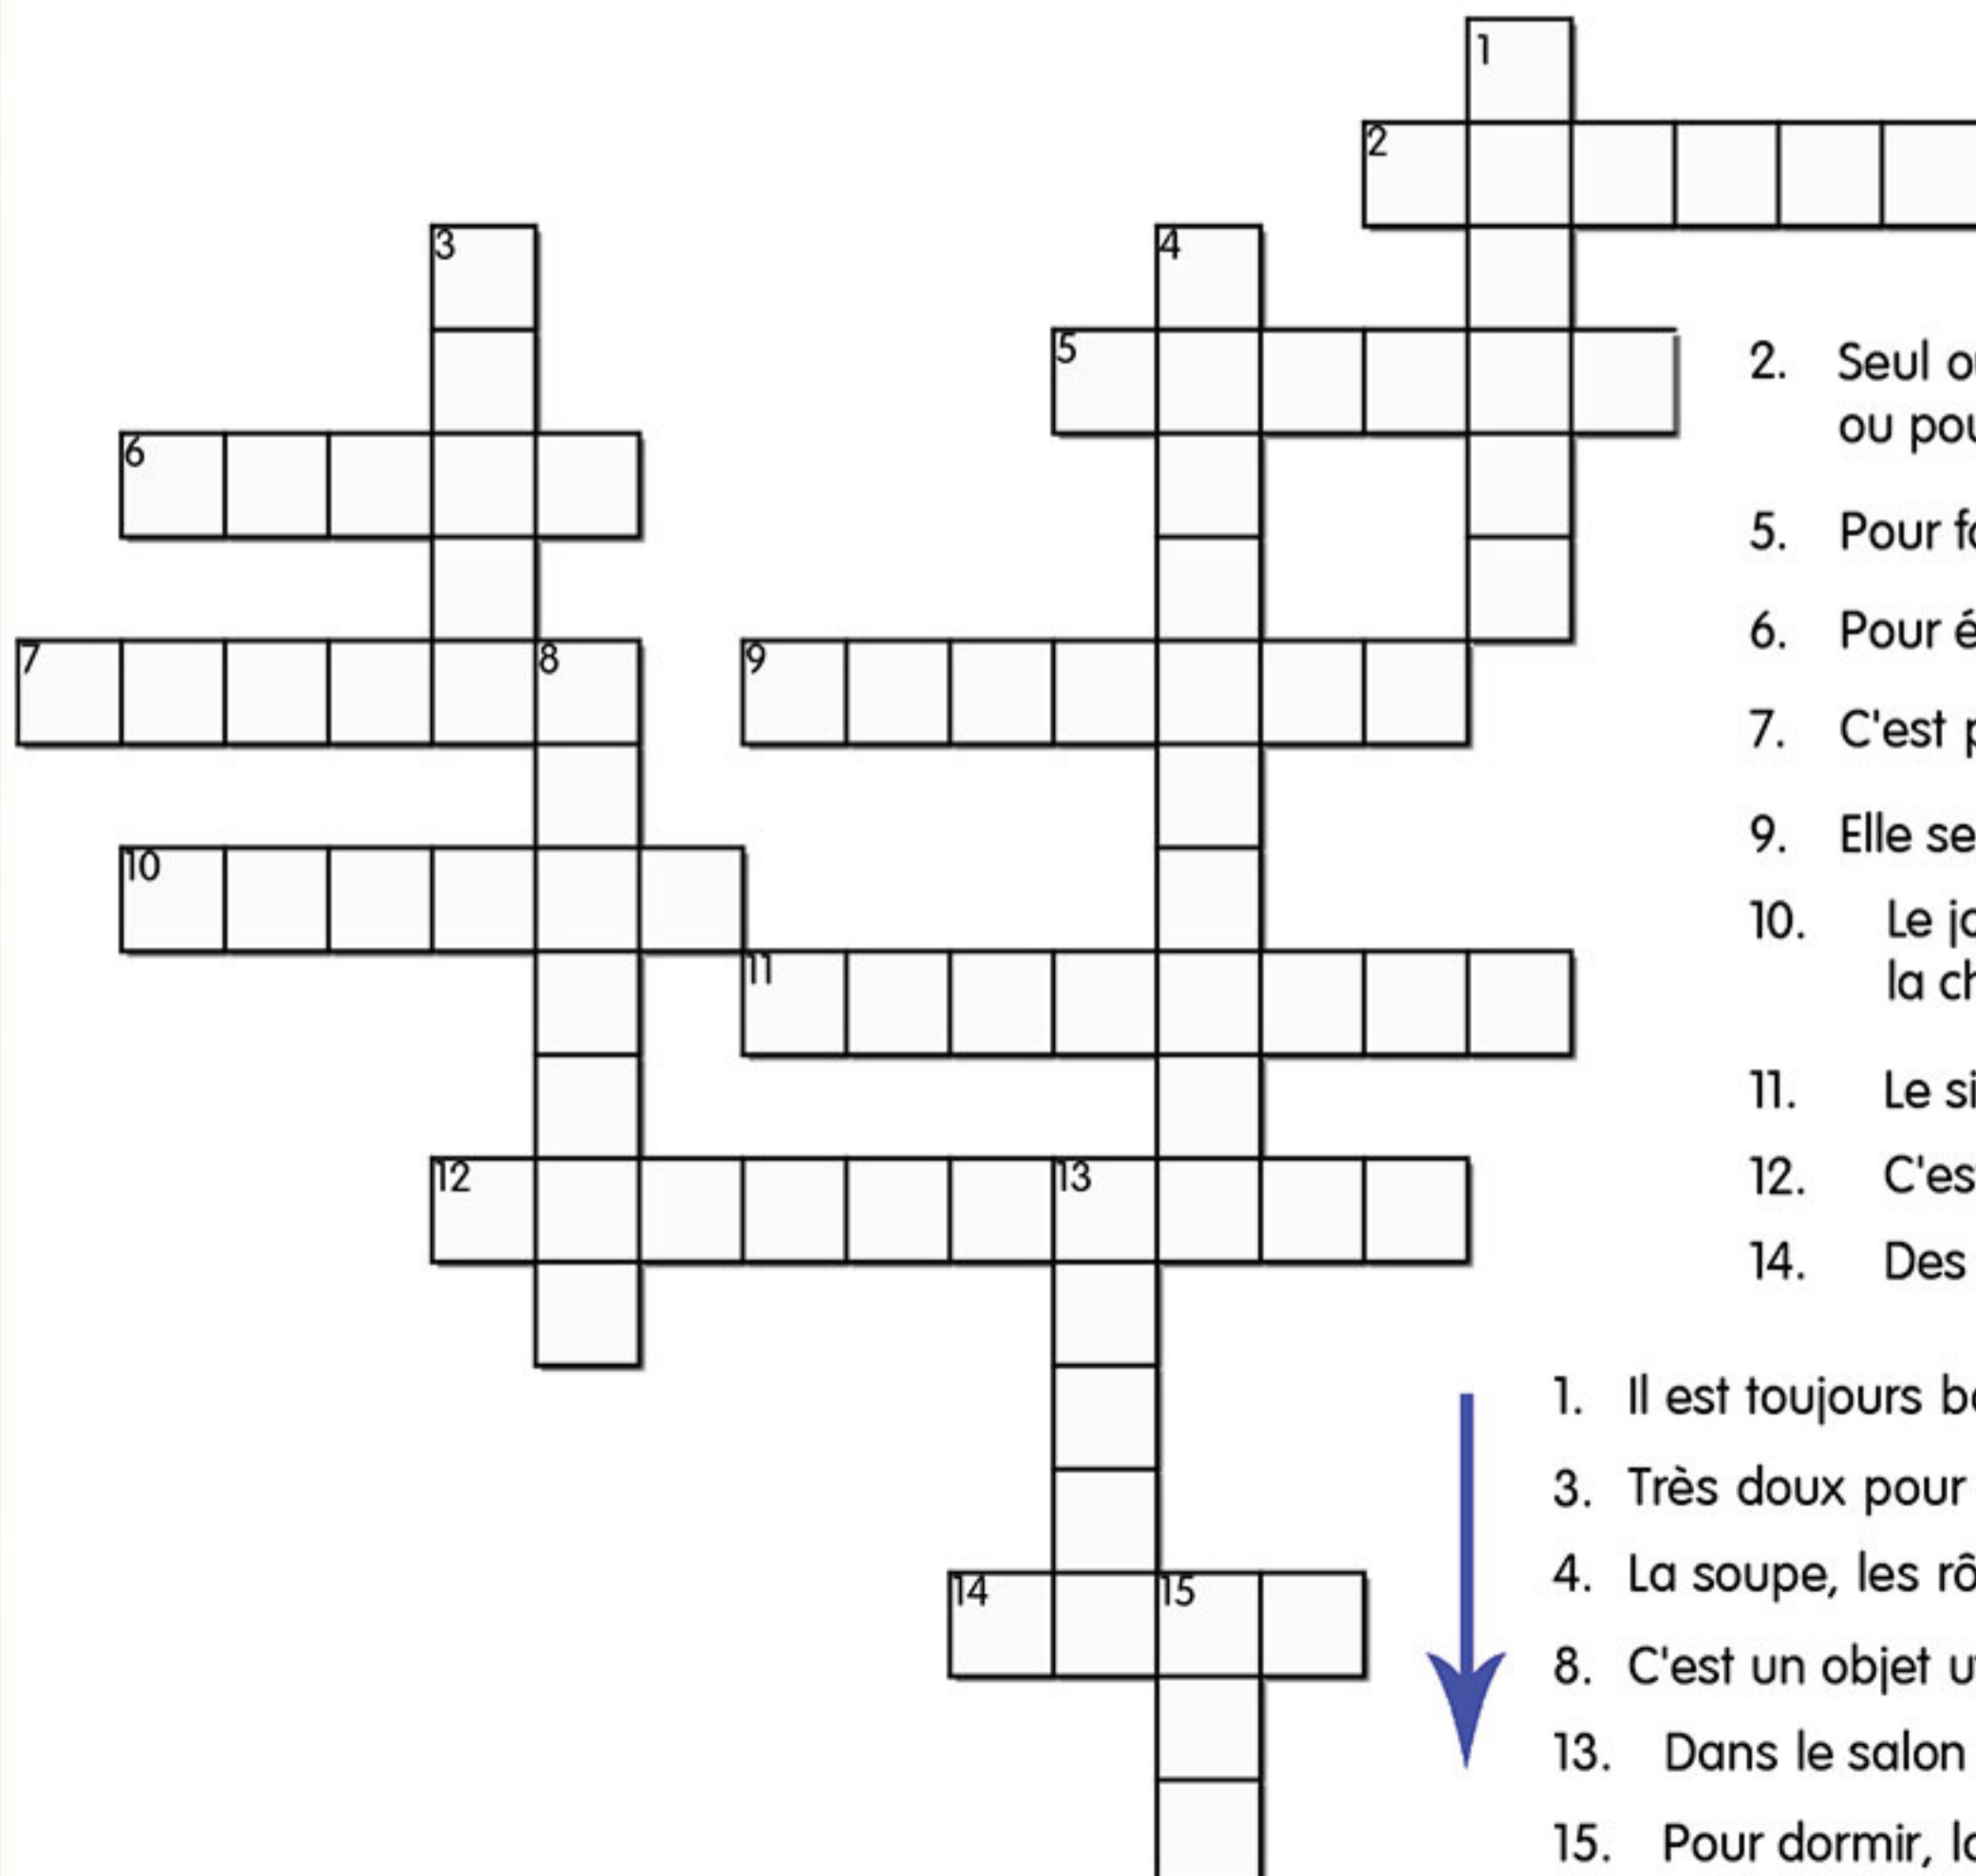 1
2
3
4
5
6
7
8
9
10
11
12
13
14
15
2. Seul
ou
5. Pour
6. Pour
7. C'est
9. Elle se
10. Le
la
11. Le
12.
14. Des
1. Il est toujours
3. Très doux pour
4. La soupe, les
8. C'est un objet
13. Dans le salon
15. Pour dormir,